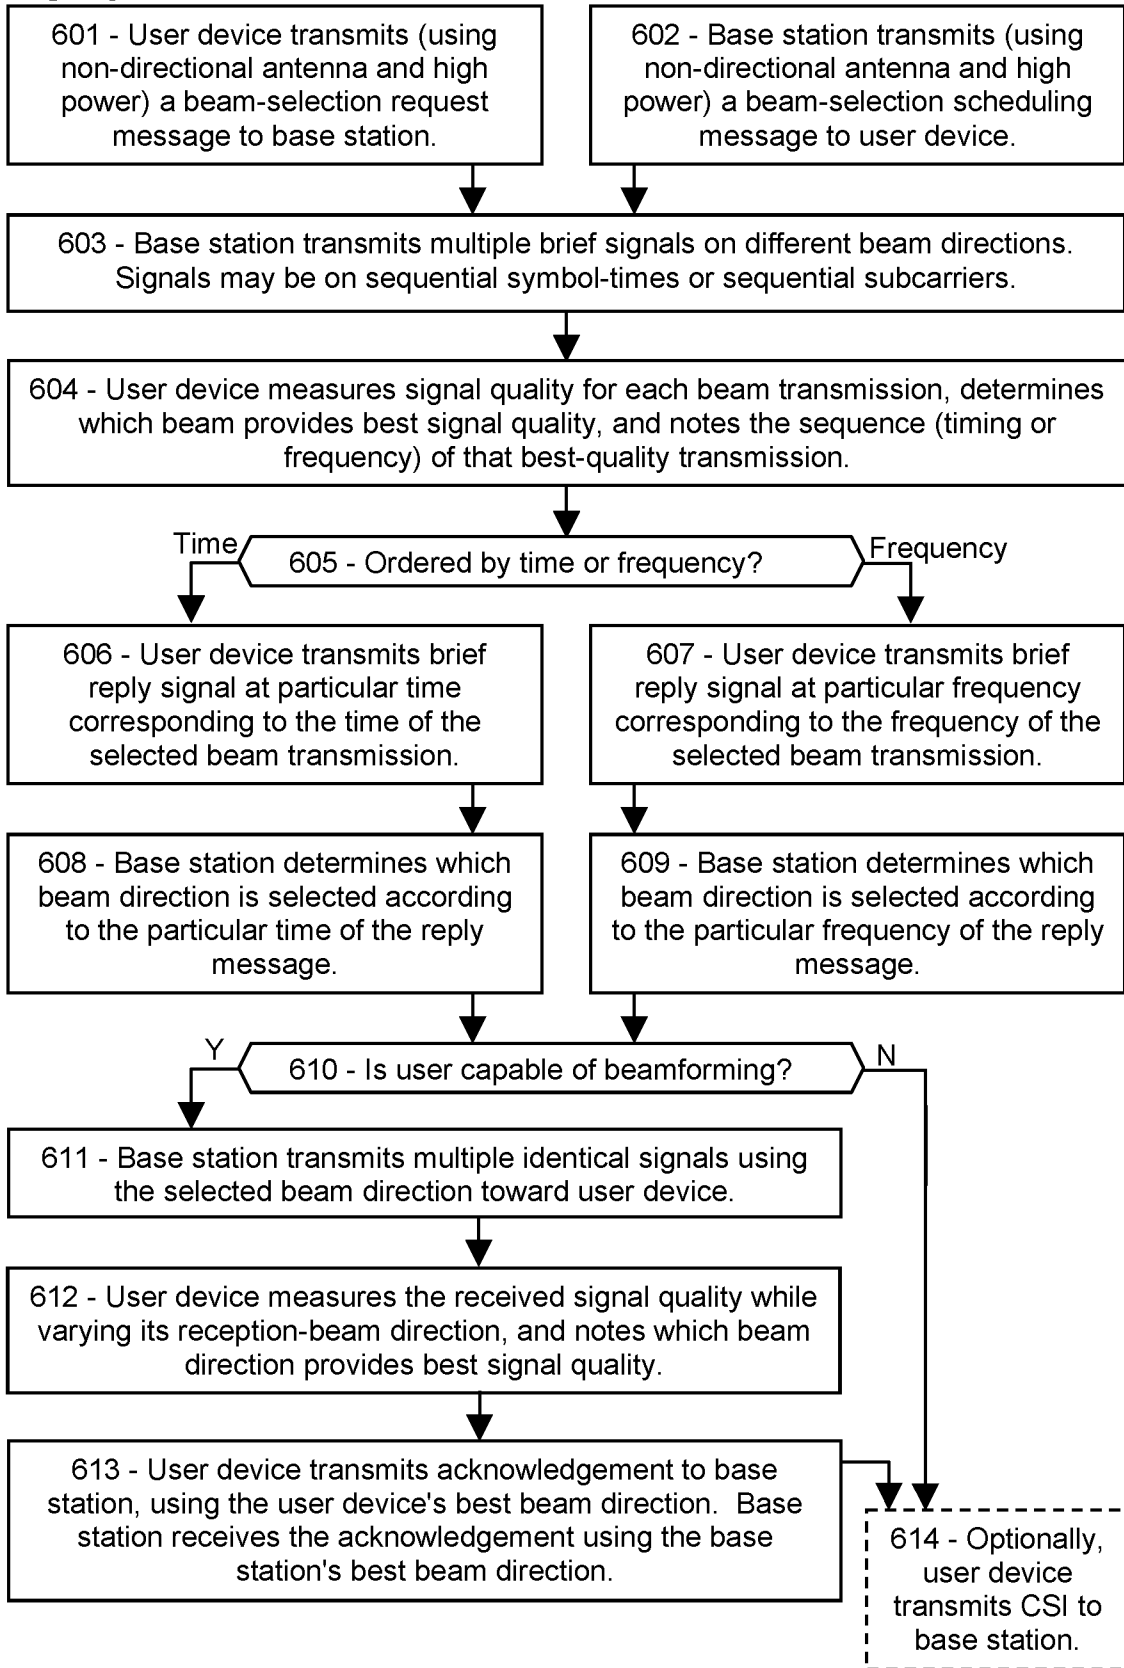 601 - User device transmits (using
non-directional antenna and high
power) a beam-selection request
message to base station.
602 - Base station transmits (using
non-directional antenna and high
power) a beam-selection scheduling
message to user device.
603 - Base station transmits multiple brief signals on different beam directions.
Signals may be on sequential symbol-times or sequential subcarriers.
604 - User device measures signal quality for each beam transmission, determines
which beam provides best signal quality, and notes the sequence (timing or
frequency) of that best-quality transmission.
Time
605 - Ordered by time or frequency?
Frequency
606 - User device transmits brief
reply signal at particular time
corresponding to the time of the
selected beam transmission.
607 - User device transmits brief
reply signal at particular frequency
corresponding to the frequency of the
selected beam transmission.
608 - Base station determines which
beam direction is selected according
to the particular time of the reply
message.
609 - Base station determines which
beam direction is selected according
to the particular frequency of the reply
message.
Y
610 - Is user capable of beamforming?
N
611 - Base station transmits multiple identical signals using
the selected beam direction toward user device.
612 - User device measures the received signal quality while
varying its reception-beam direction, and notes which beam
direction provides best signal quality.
613 - User device transmits acknowledgement to base
station, using the user device's best beam direction.  Base
station receives the acknowledgement using the base
station's best beam direction.
614 - Optionally,
user device
transmits CSI to
base station.